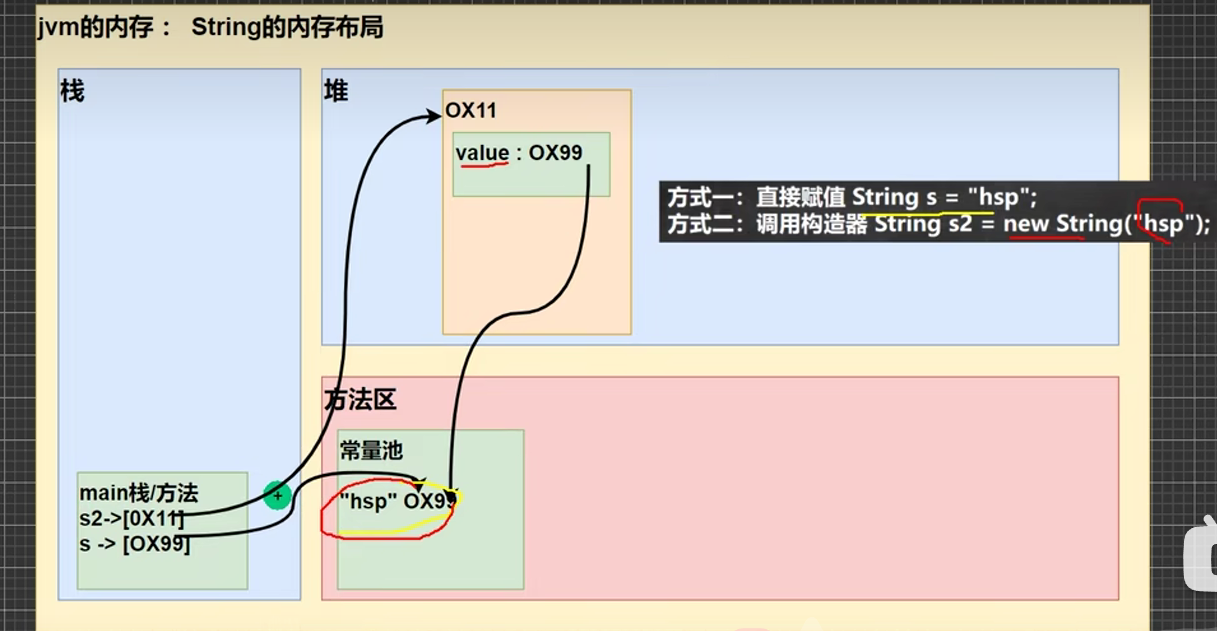 jvm的内存： String的内存布局
栈
堆
OX11
value：OX99
方式一：直接赋值 String s = "hsp";
方式二：调用构造器 String s2 = new String("hsp");
方法区
常量池
"hsp" OX99
main栈/方法
s2->[0X11]
s -> [OX99]